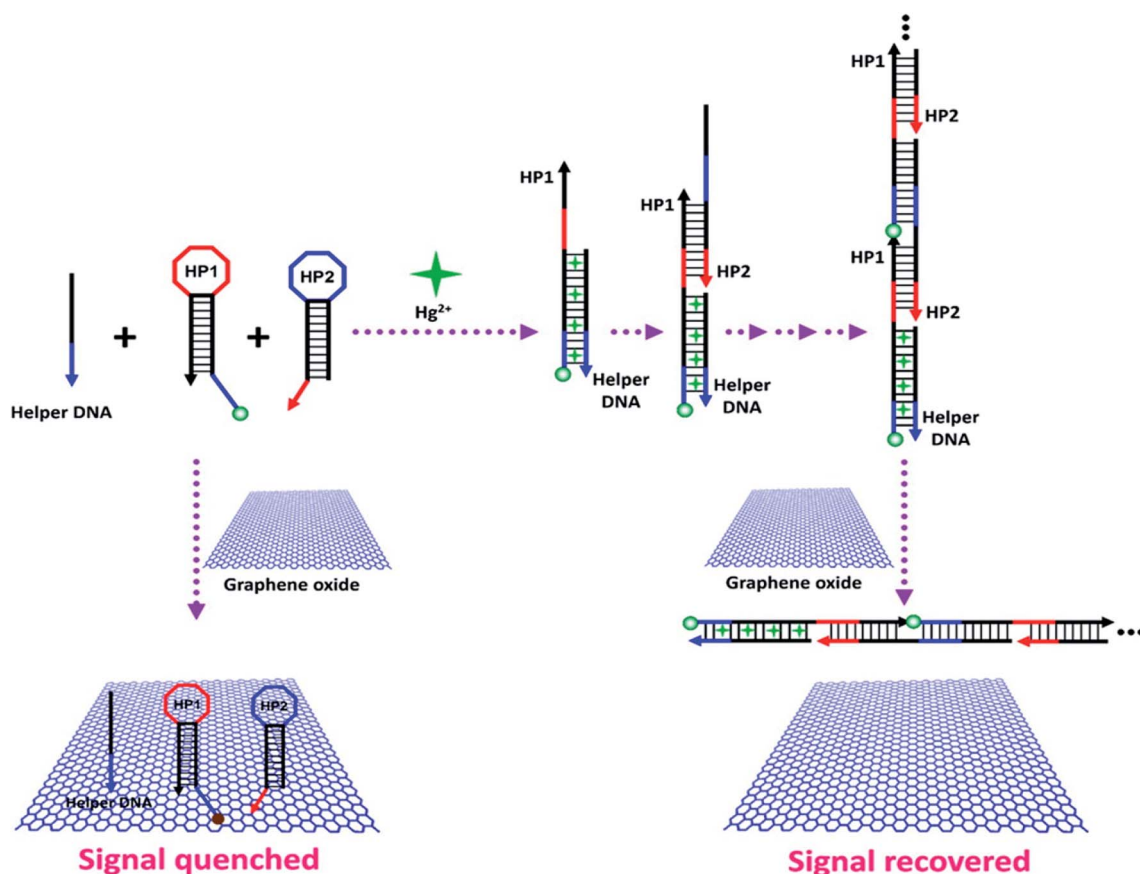 HP1
HP2
Helper DNA
+
+
Hg²⁺
HP1
Helper
DNA
HP1
HP2
Helper
DNA
⋮
HP1
HP2
HP1
HP2
Helper
DNA
Graphene oxide
Graphene oxide
...
HP1
HP2
Helper DNA
Signal quenched
Signal recovered